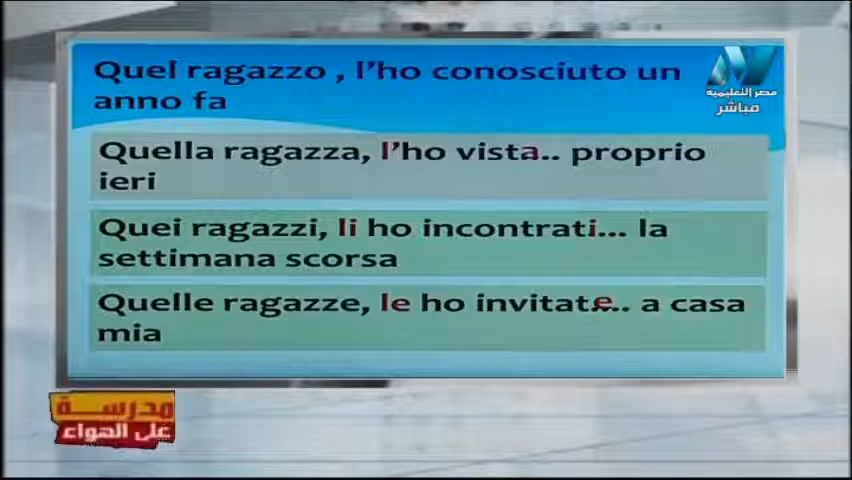 Quel ragazzo , l'ho conosciuto un
anno fa
مصر التعليمية
مباشر
Quella ragazza, l'ho vista.. proprio
ieri
Quei ragazzi, li ho incontrati... la
settimana scorsa
Quelle ragazze, le ho invitate... a casa
mia
مدرسة
على الهواء